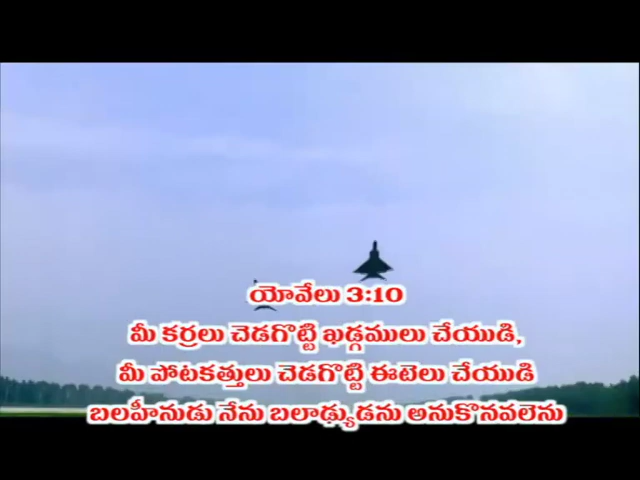 యోవేలు 3:10
మీ కర్రలు చెడగొట్టి ఖడ్గములు చేయుడి,
మీ పోటకత్తులు చెడగొట్టి ఈటెలు చేయుడి
బలహీనుడు నేను బలాఢ్యుడను అనుకొనవలెను